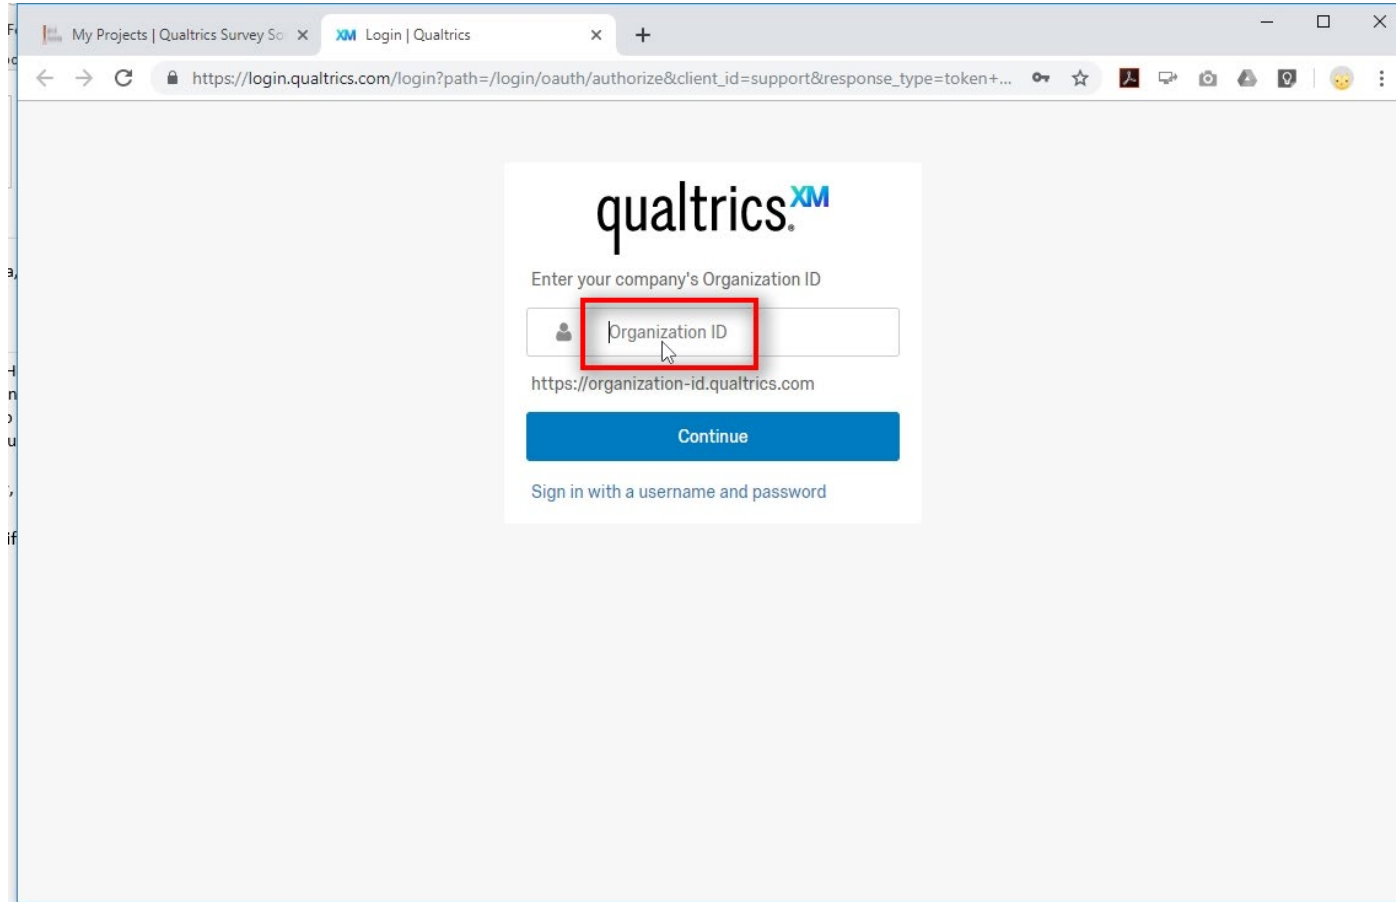 My Projects | Qualtrics Survey So
XM Login | Qualtrics
https://login.qualtrics.com/login?path=/login/oauth/authorize&client_id=support&response_type=token+...
qualtrics.XM
Enter your company's Organization ID
Organization ID
https://organization-id.qualtrics.com
Continue
Sign in with a username and password